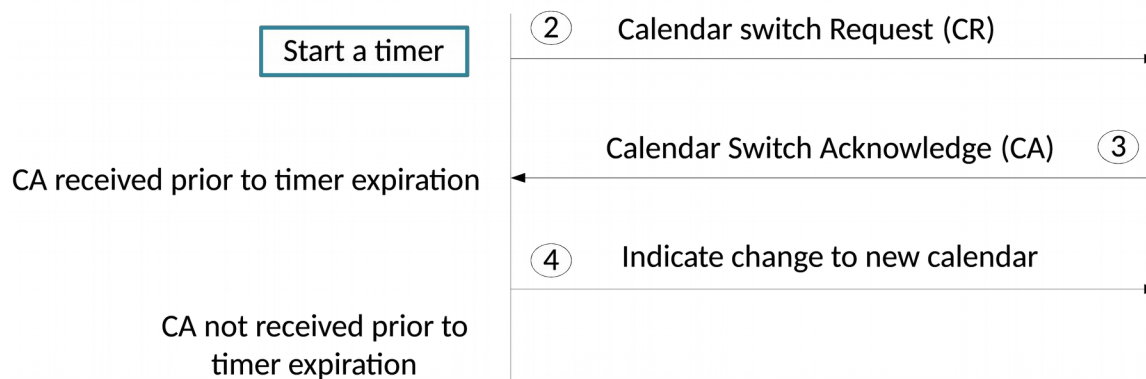 2 Calendar switch Request (CR)
Start a timer
Calendar Switch Acknowledge (CA) 3
CA received prior to timer expiration
4 Indicate change to new calendar
CA not received prior to
timer expiration